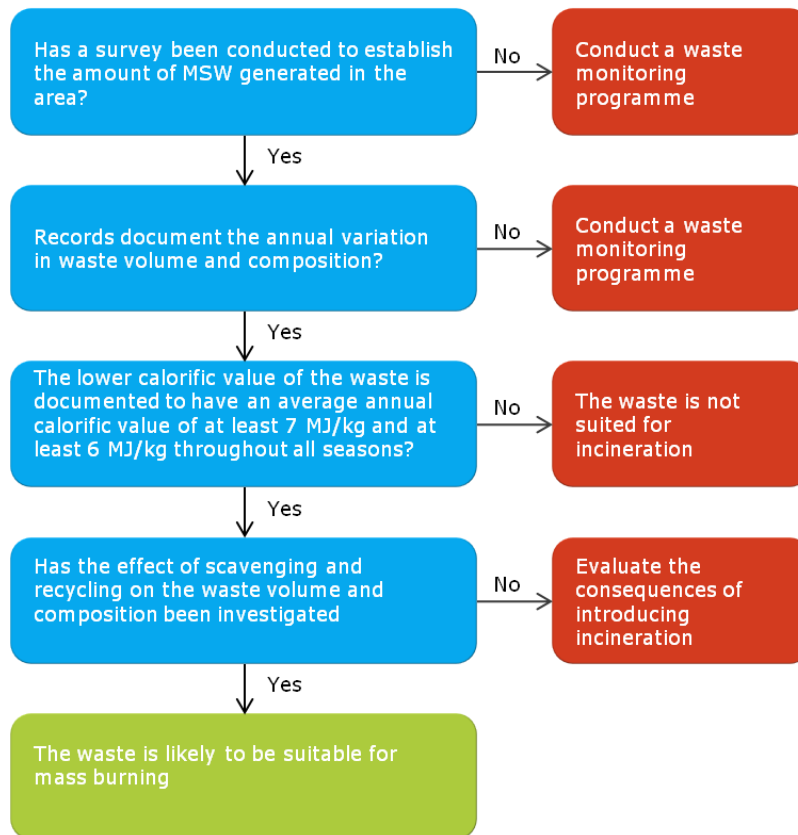 Has a survey been conducted to establish
the amount of MSW generated in the
area?
No
Conduct a waste
monitoring
programme
Yes
Records document the annual variation
in waste volume and composition?
No
Conduct a waste
monitoring
programme
Yes
The lower calorific value of the waste is
documented to have an average annual
calorific value of at least 7 MJ/kg and at
least 6 MJ/kg throughout all seasons?
No
The waste is not
suited for
incineration
Yes
Has the effect of scavenging and
recycling on the waste volume and
composition been investigated
No
Evaluate the
consequences of
introducing
incineration
Yes
The waste is likely to be suitable for
mass burning